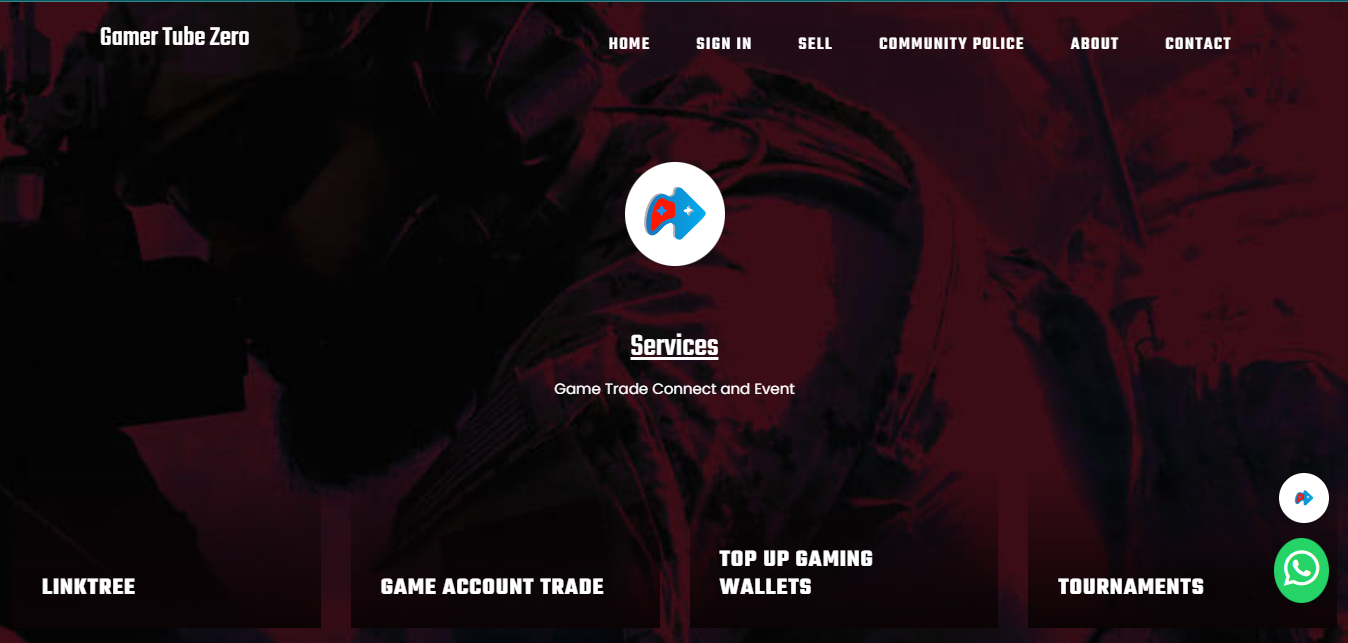 Gamer Tube Zero
HOME SIGN IN SELL COMMUNITY POLICE ABOUT CONTACT
Services
Game Trade Connect and Event
LINKTREE
GAME ACCOUNT TRADE
TOP UP GAMING
WALLETS
TOURNAMENTS